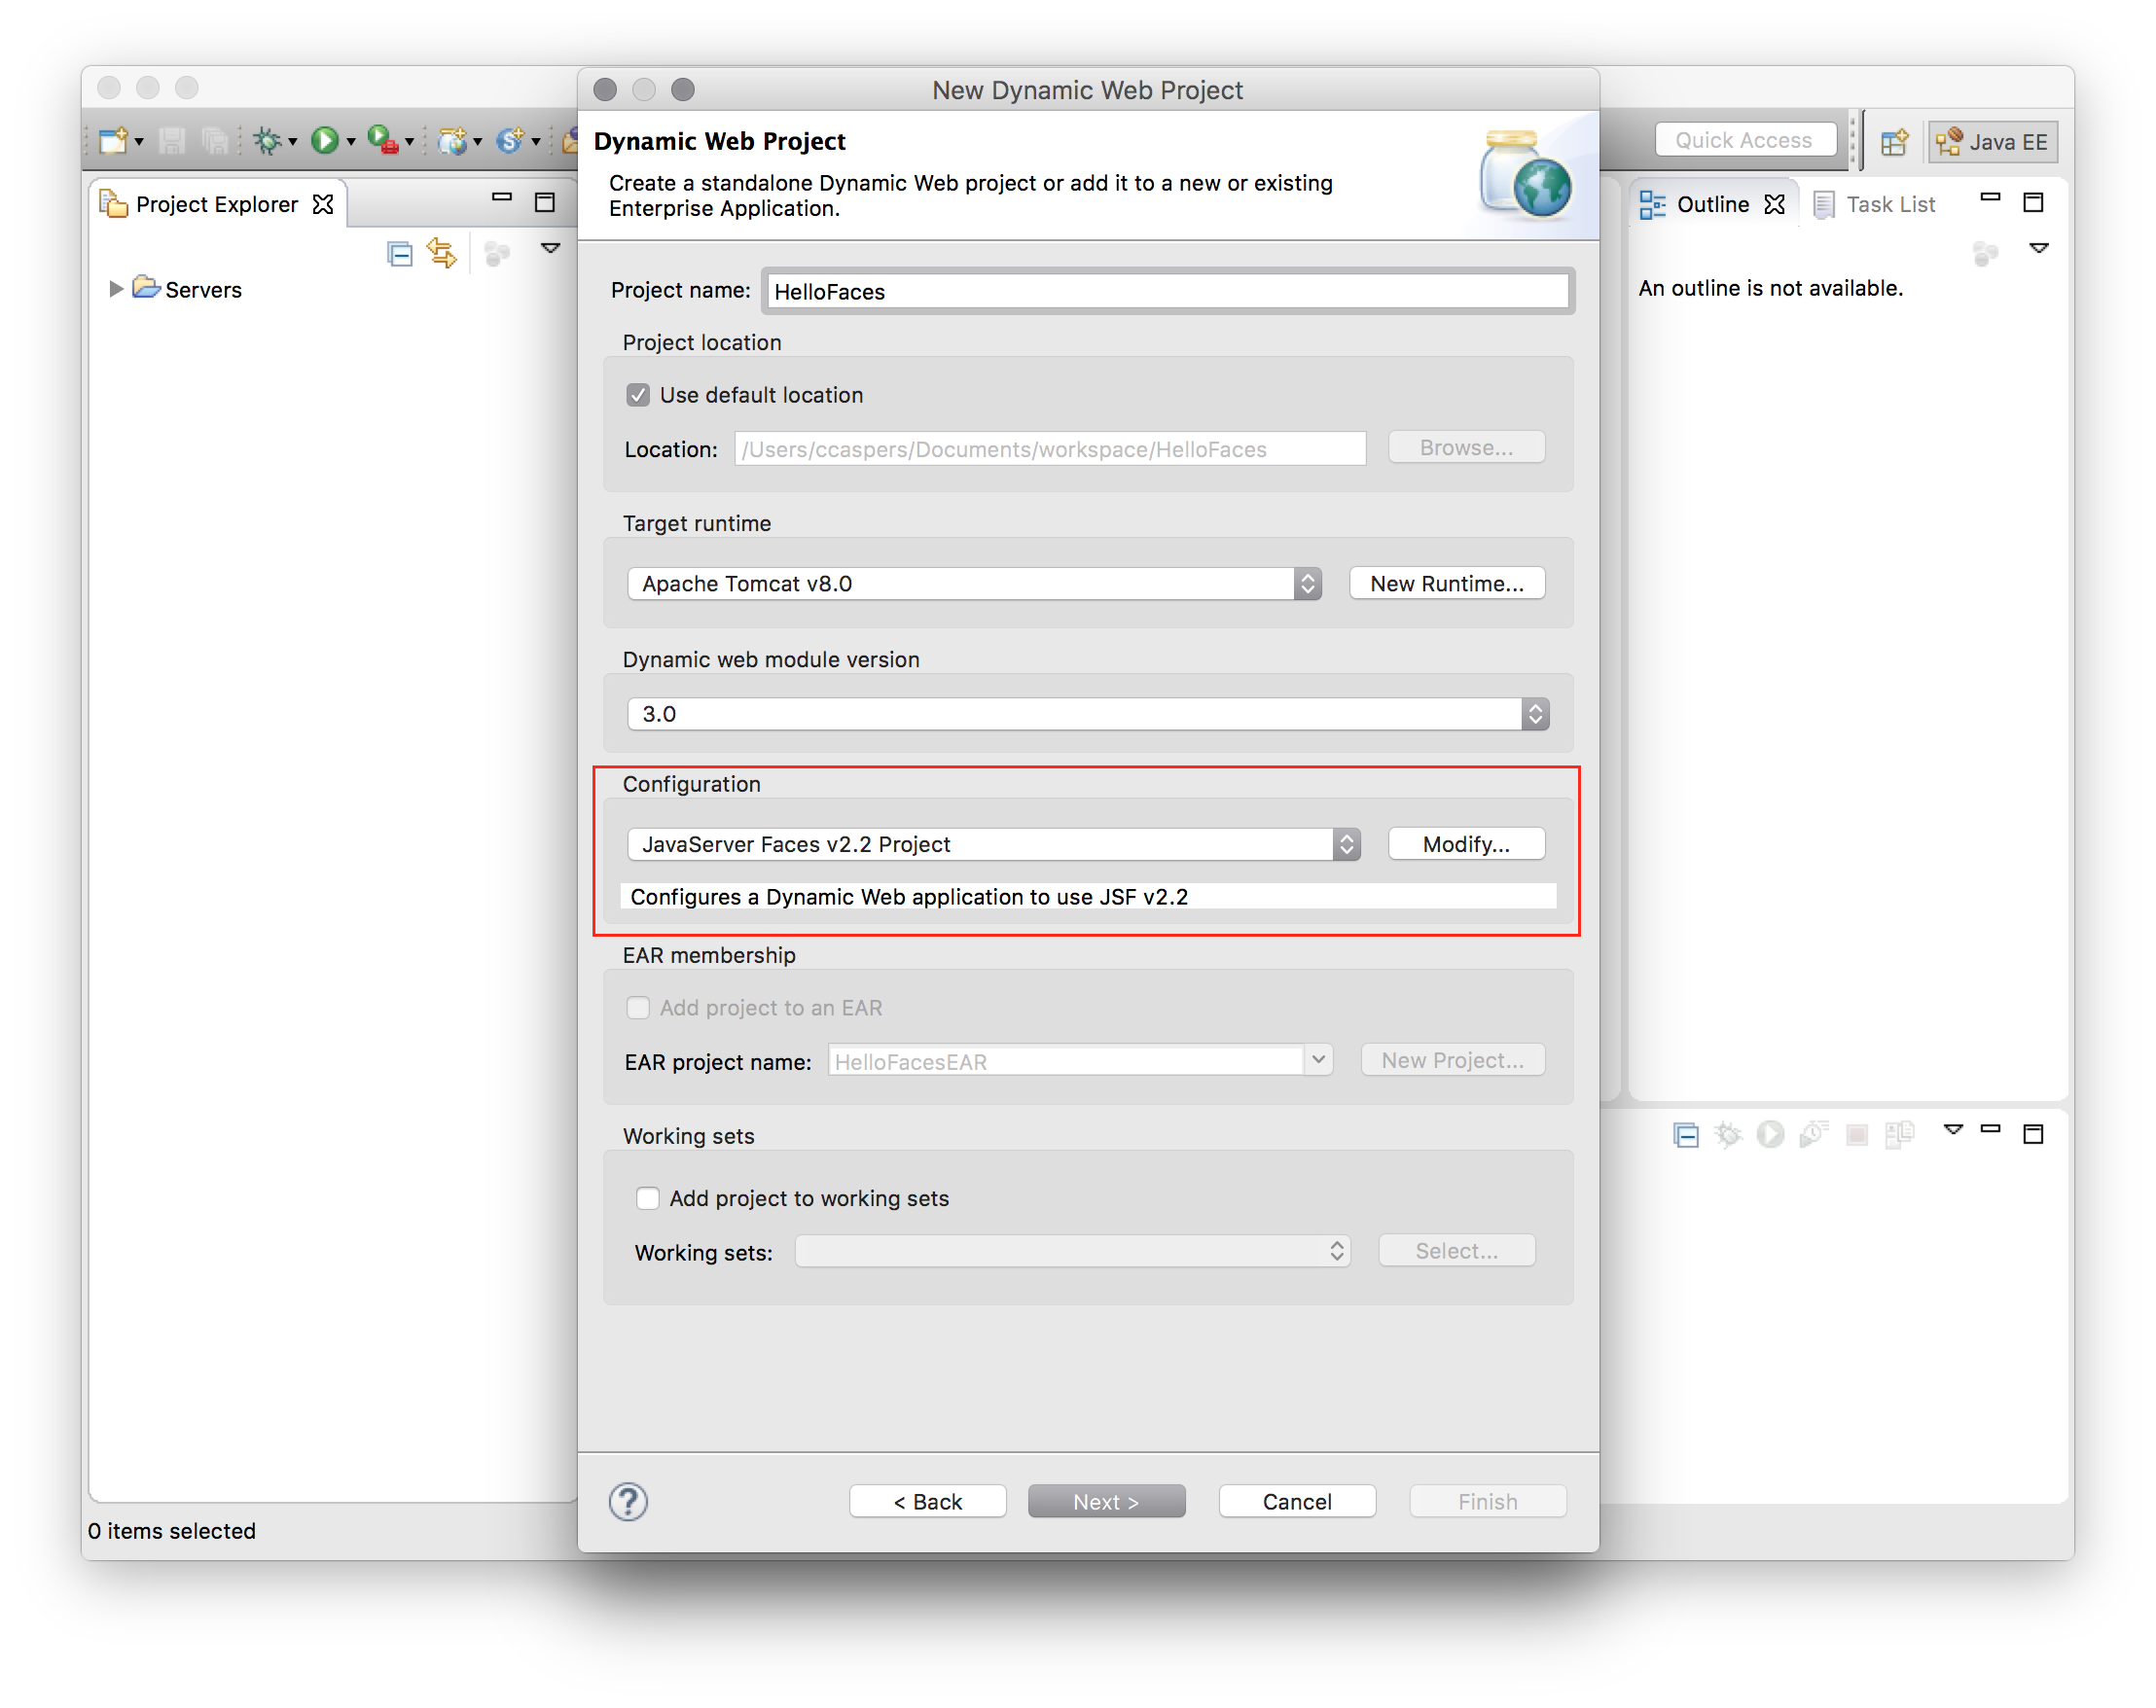 New Dynamic Web Project
Dynamic Web Project
Create a standalone Dynamic Web project or add it to a new or existing
Enterprise Application.
Quick Access
Java EE
Project Explorer
Servers
Outline
Task List
An outline is not available.
Project name:
HelloFaces
Project location
Use default location
Location:
/Users/ccaspers/Documents/workspace/HelloFaces
Browse...
Target runtime
Apache Tomcat v8.0
New Runtime...
Dynamic web module version
3.0
Configuration
JavaServer Faces v2.2 Project
Modify...
Configures a Dynamic Web application to use JSF v2.2
EAR membership
Add project to an EAR
EAR project name:
HelloFacesEAR
New Project...
Working sets
Add project to working sets
Working sets:
Select...
?
< Back
Next >
Cancel
Finish
0 items selected